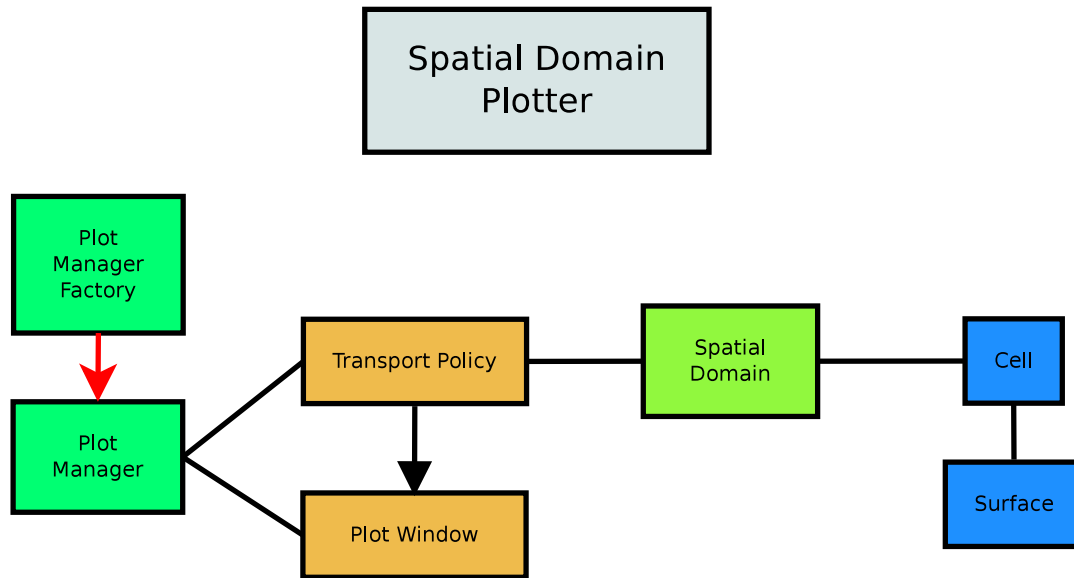 Spatial Domain
Plotter
Plot
Manager
Factory
Plot
Manager
Transport Policy
Plot Window
Spatial
Domain
Cell
Surface